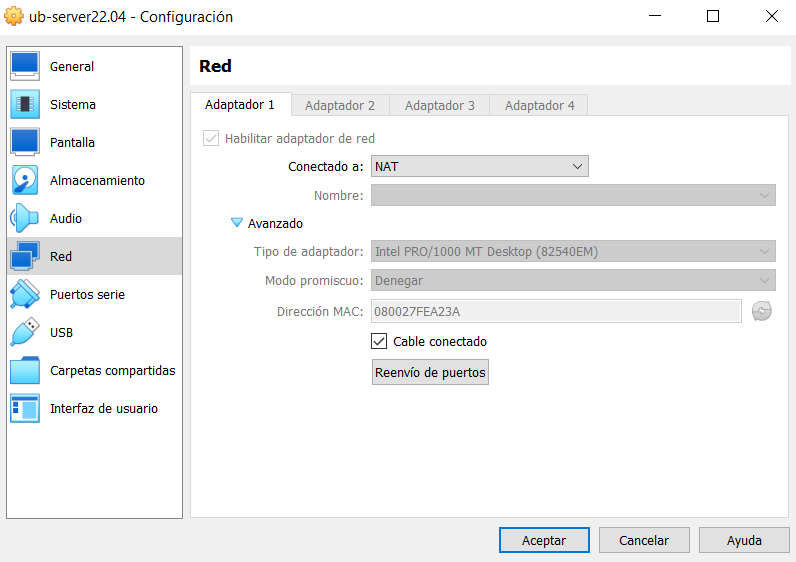 ub-server22.04 - Configuración
General
Sistema
Pantalla
Almacenamiento
Audio
Red
Puertos serie
USB
Carpetas compartidas
Interfaz de usuario
Red
Adaptador 1 Adaptador 2 Adaptador 3 Adaptador 4
Habilitar adaptador de red
Conectado a: NAT
Nombre:
Avanzado
Tipo de adaptador: Intel PRO/1000 MT Desktop (82540EM)
Modo promiscuo: Denegar
Dirección MAC: 080027FEA23A
Cable conectado
Reenvío de puertos
Aceptar Cancelar Ayuda